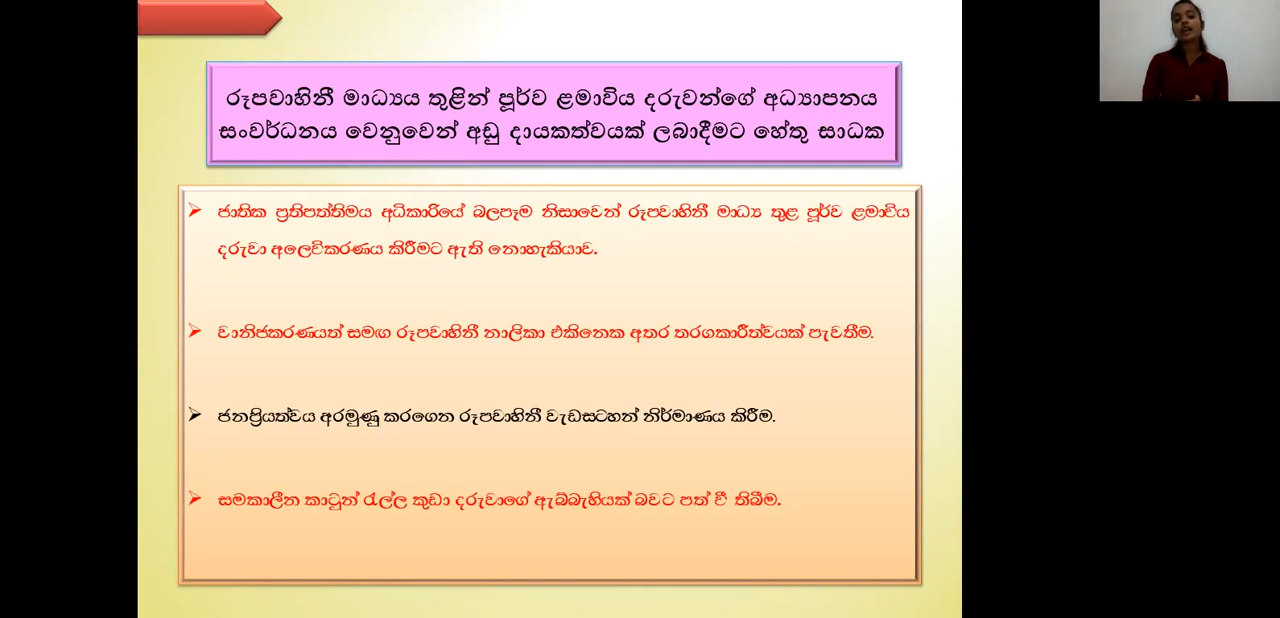 රූපවාහිනී මාධ්‍යය තුළින් පූර්ව ළමාවිය දරුවන්ගේ අධ්‍යාපනය
සංවර්ධනය වෙනුවෙන් අඩු දායකත්වයක් ලබාදීමට හේතු සාධක
➢ ජාතික ප්‍රතිපත්තිමය අධිකාරියේ බලපෑම නිසාවෙන් රූපවාහිනී මාධ්‍ය තුළ පූර්ව ළමාවිය
දරුවා අලෙවිකරණය කිරීමට ඇති නොහැකියාව.
➢ වානිජකරණයත් සමඟ රූපවාහිනී නාලිකා එකිනෙක අතර තරගකාරීත්වයක් පැවතීම.
➢ ජනප්‍රියත්වය අරමුණු කරගෙන රූපවාහිනී වැඩසටහන් නිර්මාණය කිරීම.
➢ සමකාලීන කාටූන් රැල්ල කුඩා දරුවාගේ ඇබ්බැහියක් බවට පත් වී තිබීම.